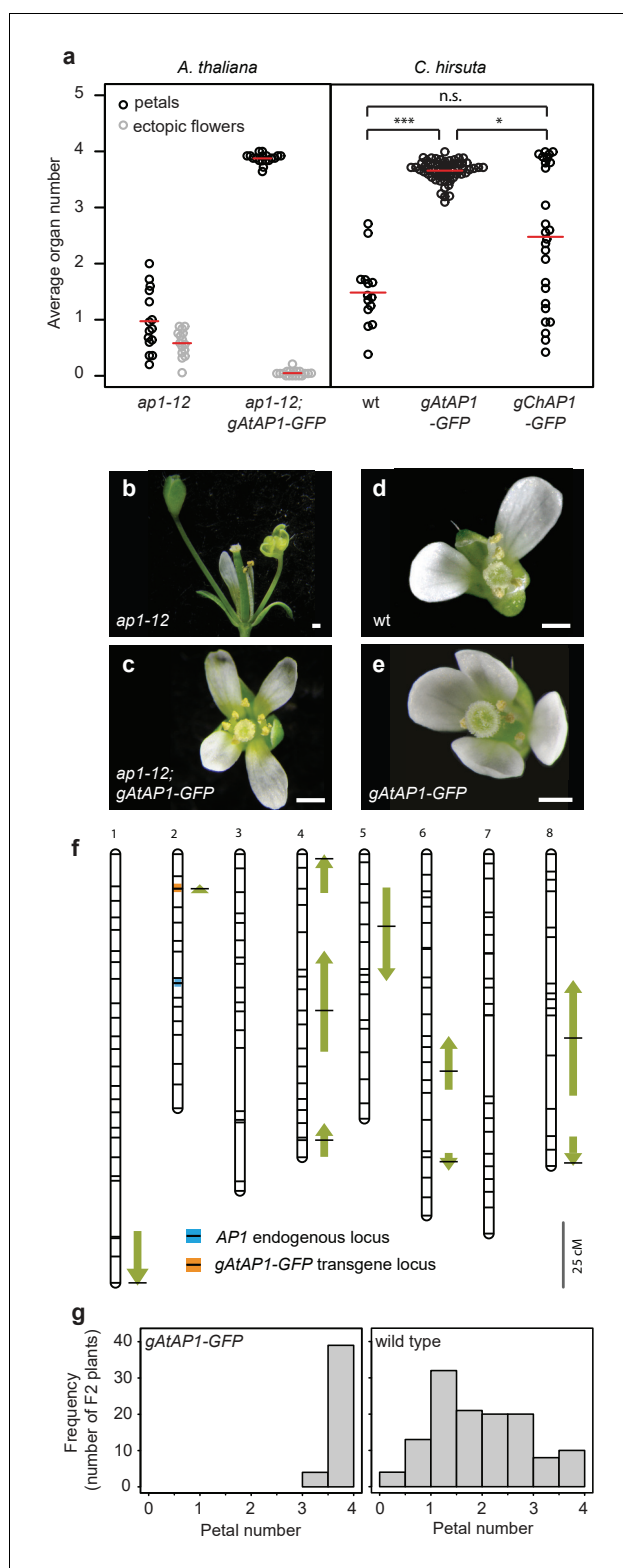 a
A. thaliana
C. hirsuta
5
4
3
2
1
0
Average organ number
petals
ectopic flowers
n.s.
***
*
ap1-12
ap1-12;
gAtAP1-GFP
wt
gAtAP1
-GFP
gChAP1
-GFP
b
ap1-12
d
wt
c
ap1-12;
gAtAP1-GFP
e
gAtAP1-GFP
f
1 2 3 4 5 6 7 8
AP1 endogenous locus
gAtAP1-GFP transgene locus
25 cM
g
gAtAP1-GFP
wild type
Frequency
(number of F2 plants)
40
20
0
0 1 2 3 4
0 1 2 3 4
Petal number
Petal number